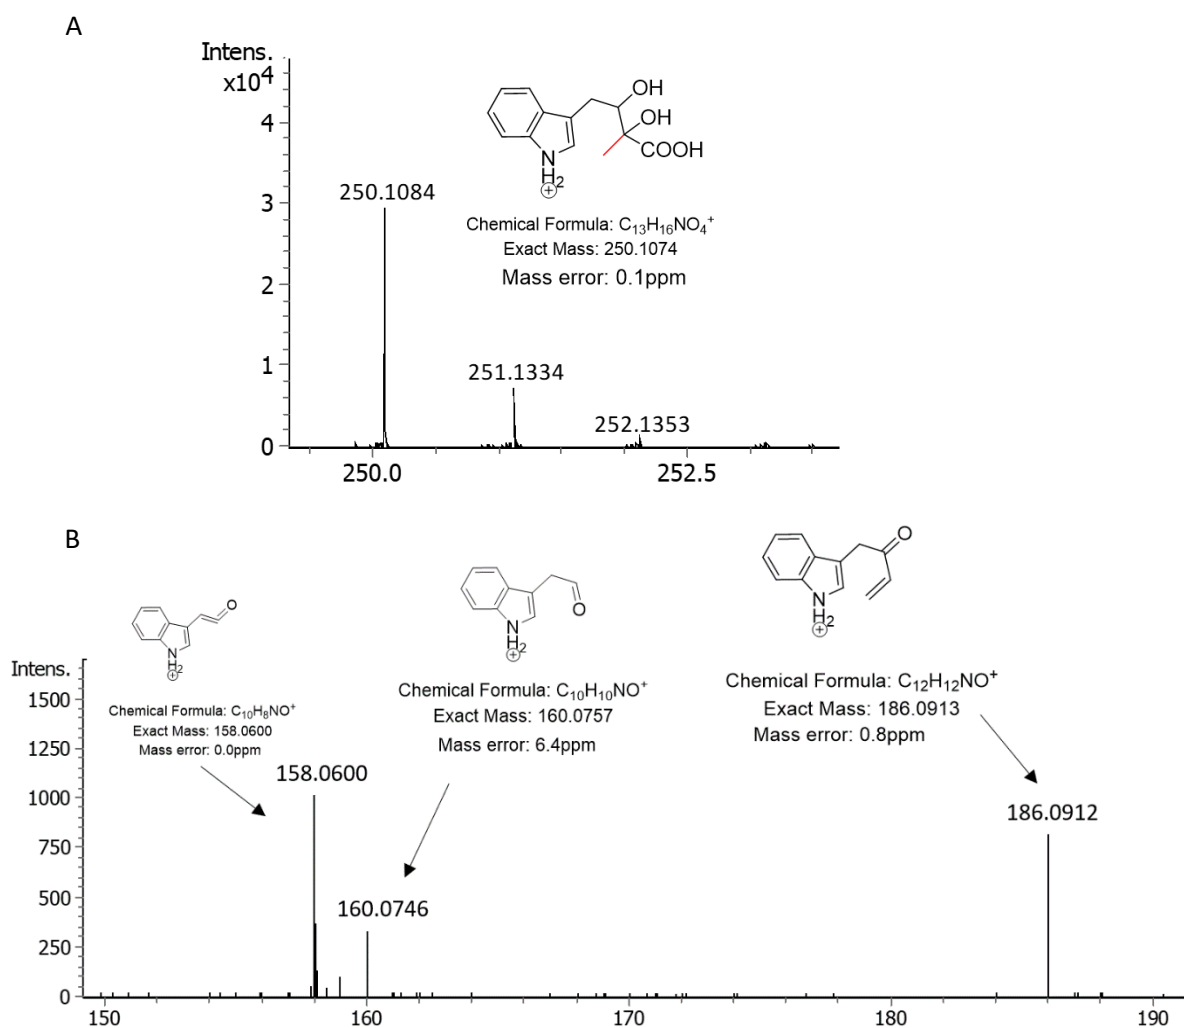 A
Intens.
x10⁴
4
3
2
1
0
250.1084
251.1334
252.1353
250.0
252.5
OH
OH
COOH
N
H₂
⊕
Chemical Formula: C₁₃H₁₆NO₄⁺
Exact Mass: 250.1074
Mass error: 0.1ppm
B
O
N
H₂
⊕
Chemical Formula: C₁₀H₈NO⁺
Exact Mass: 158.0600
Mass error: 0.0ppm
O
N
H₂
⊕
Chemical Formula: C₁₀H₁₀NO⁺
Exact Mass: 160.0757
Mass error: 6.4ppm
O
N
H₂
⊕
Chemical Formula: C₁₂H₁₂NO⁺
Exact Mass: 186.0913
Mass error: 0.8ppm
Intens.
1500
1250
1000
750
500
250
0
158.0600
160.0746
186.0912
150
160
170
180
190